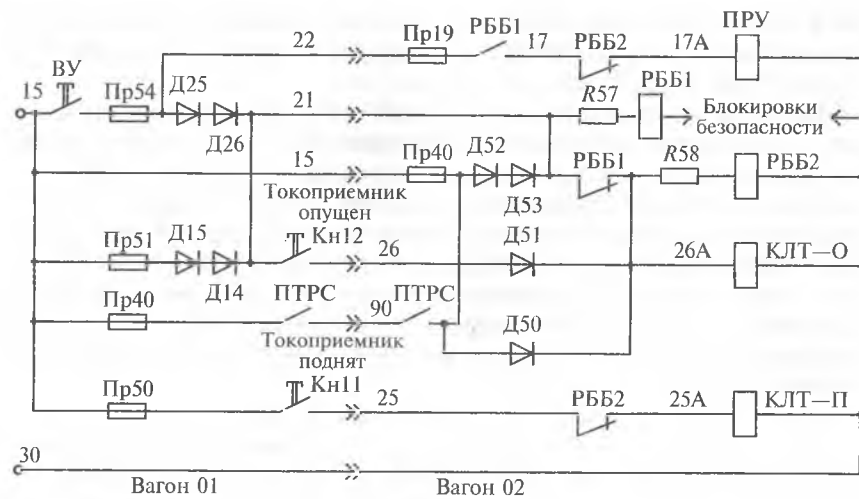 22
Пр19
РББ1
17
РББ2
17А
ПРУ
15
ВУ
Пр54
Д25
Д26
21
R57
РББ1
Блокировки
безопасности
15
Пр40
Д52
Д53
РББ1
R58
РББ2
Токоприемник
опущен
Пр51
Д15
Д14
Кн12
26
Д51
26А
КЛТ—О
Пр40
ПТРС
90
ПТРС
Д50
Токоприемник
поднят
Пр50
Кн11
25
РББ2
25А
КЛТ—П
30
Вагон 01
Вагон 02